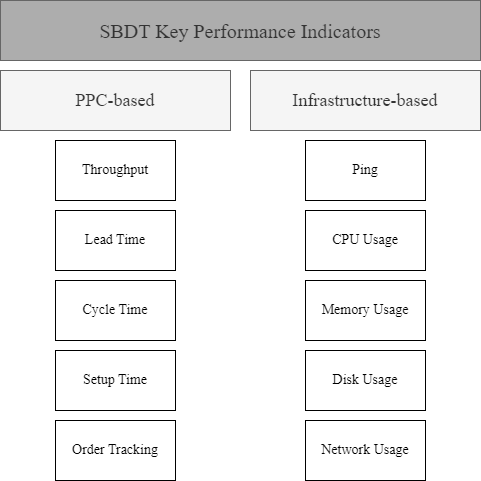 SBDT Key Performance Indicators
PPC-based
Infrastructure-based
Throughput
Ping
Lead Time
CPU Usage
Cycle Time
Memory Usage
Setup Time
Disk Usage
Order Tracking
Network Usage